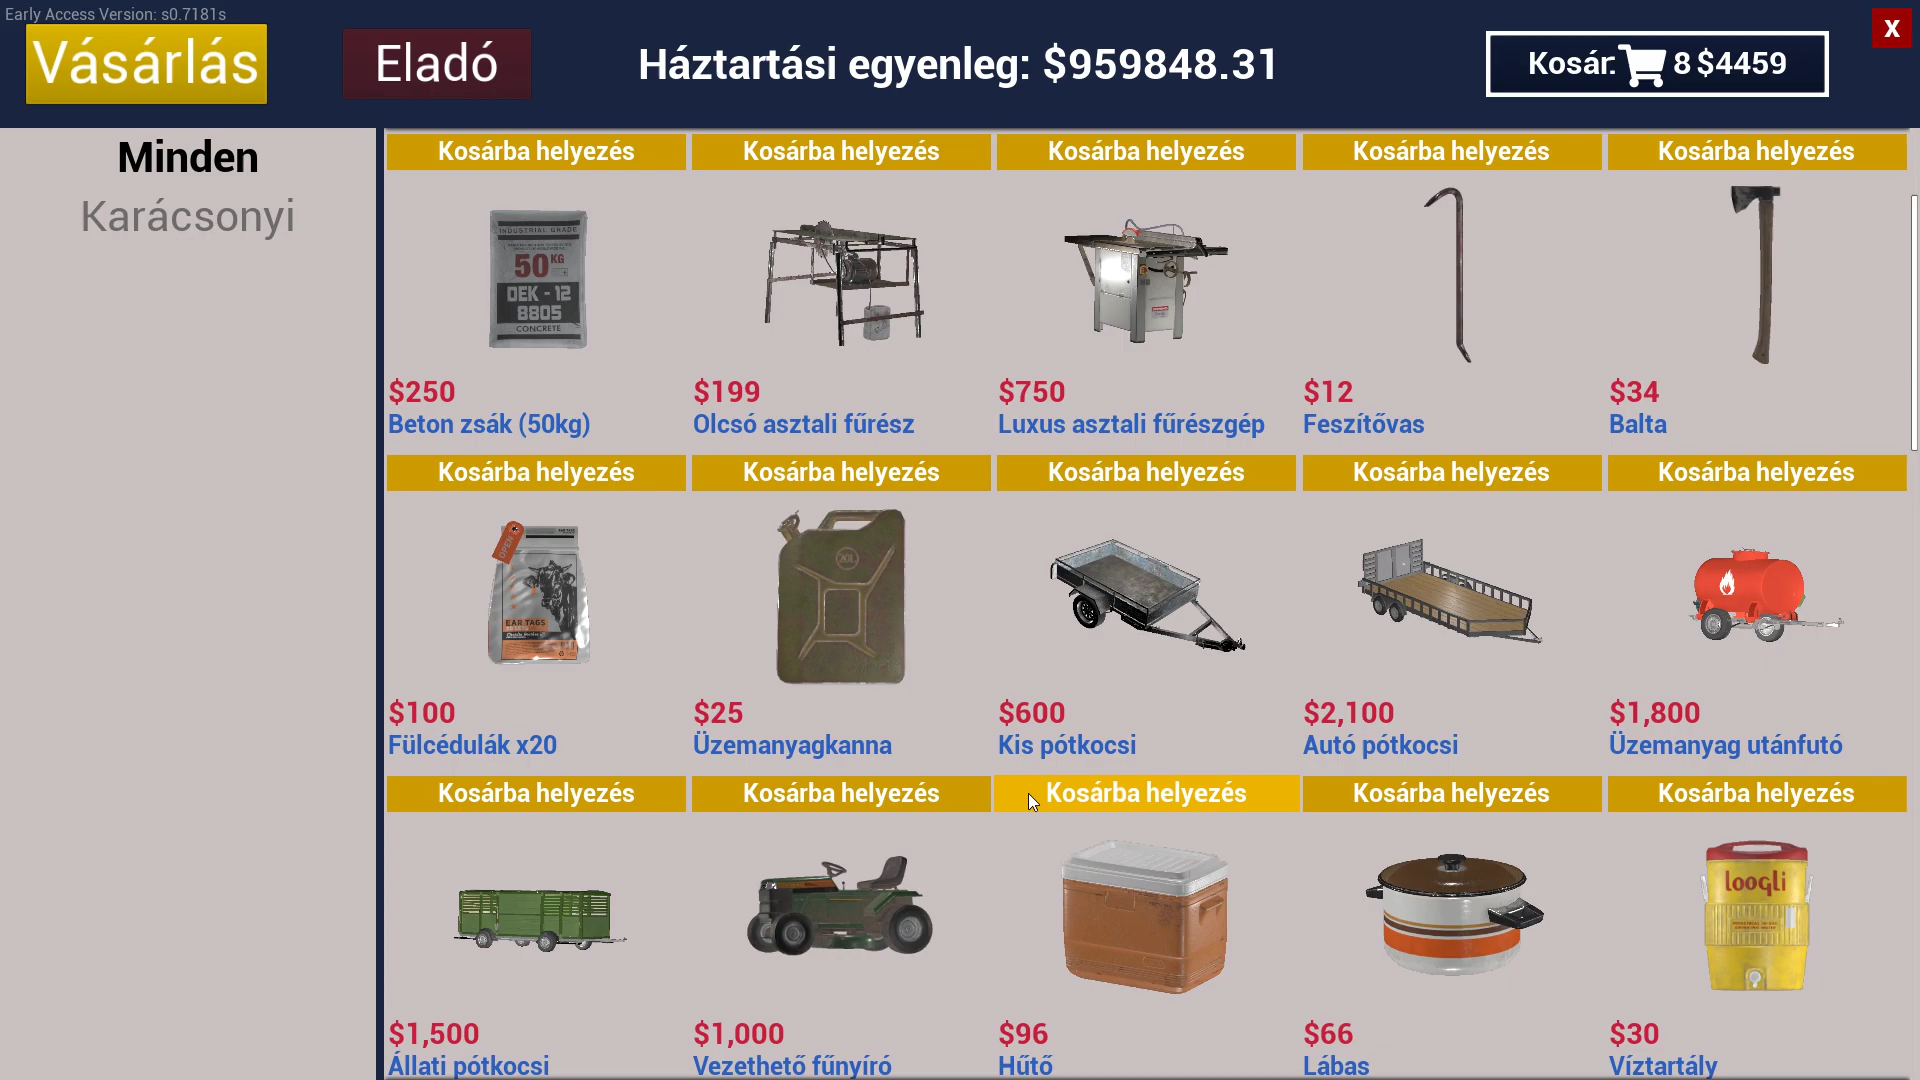 Early Access Version: s0.7181s
Vásárlás
Eladó
Háztartási egyenleg: $959848.31
Kosár: 8 $4459
X
Minden
Karácsonyi
Kosárba helyezés Kosárba helyezés Kosárba helyezés Kosárba helyezés Kosárba helyezés
INDUSTRIAL GRADE
50 KG
DEK - 12
8805
CONCRETE
$250 $199 $750 $12 $34
Beton zsák (50kg) Olcsó asztali fűrész Luxus asztali fűrészgép Feszítővas Balta
Kosárba helyezés Kosárba helyezés Kosárba helyezés Kosárba helyezés Kosárba helyezés
OPEN
EAR TAGS
20L
$100 $25 $600 $2,100 $1,800
Fülcédulák x20 Üzemanyagkanna Kis pótkocsi Autó pótkocsi Üzemanyag utánfutó
Kosárba helyezés Kosárba helyezés Kosárba helyezés Kosárba helyezés Kosárba helyezés
loogli
$1,500 $1,000 $96 $66 $30
Állati pótkocsi Vezethető fűnyíró Hűtő Lábas Víztartály